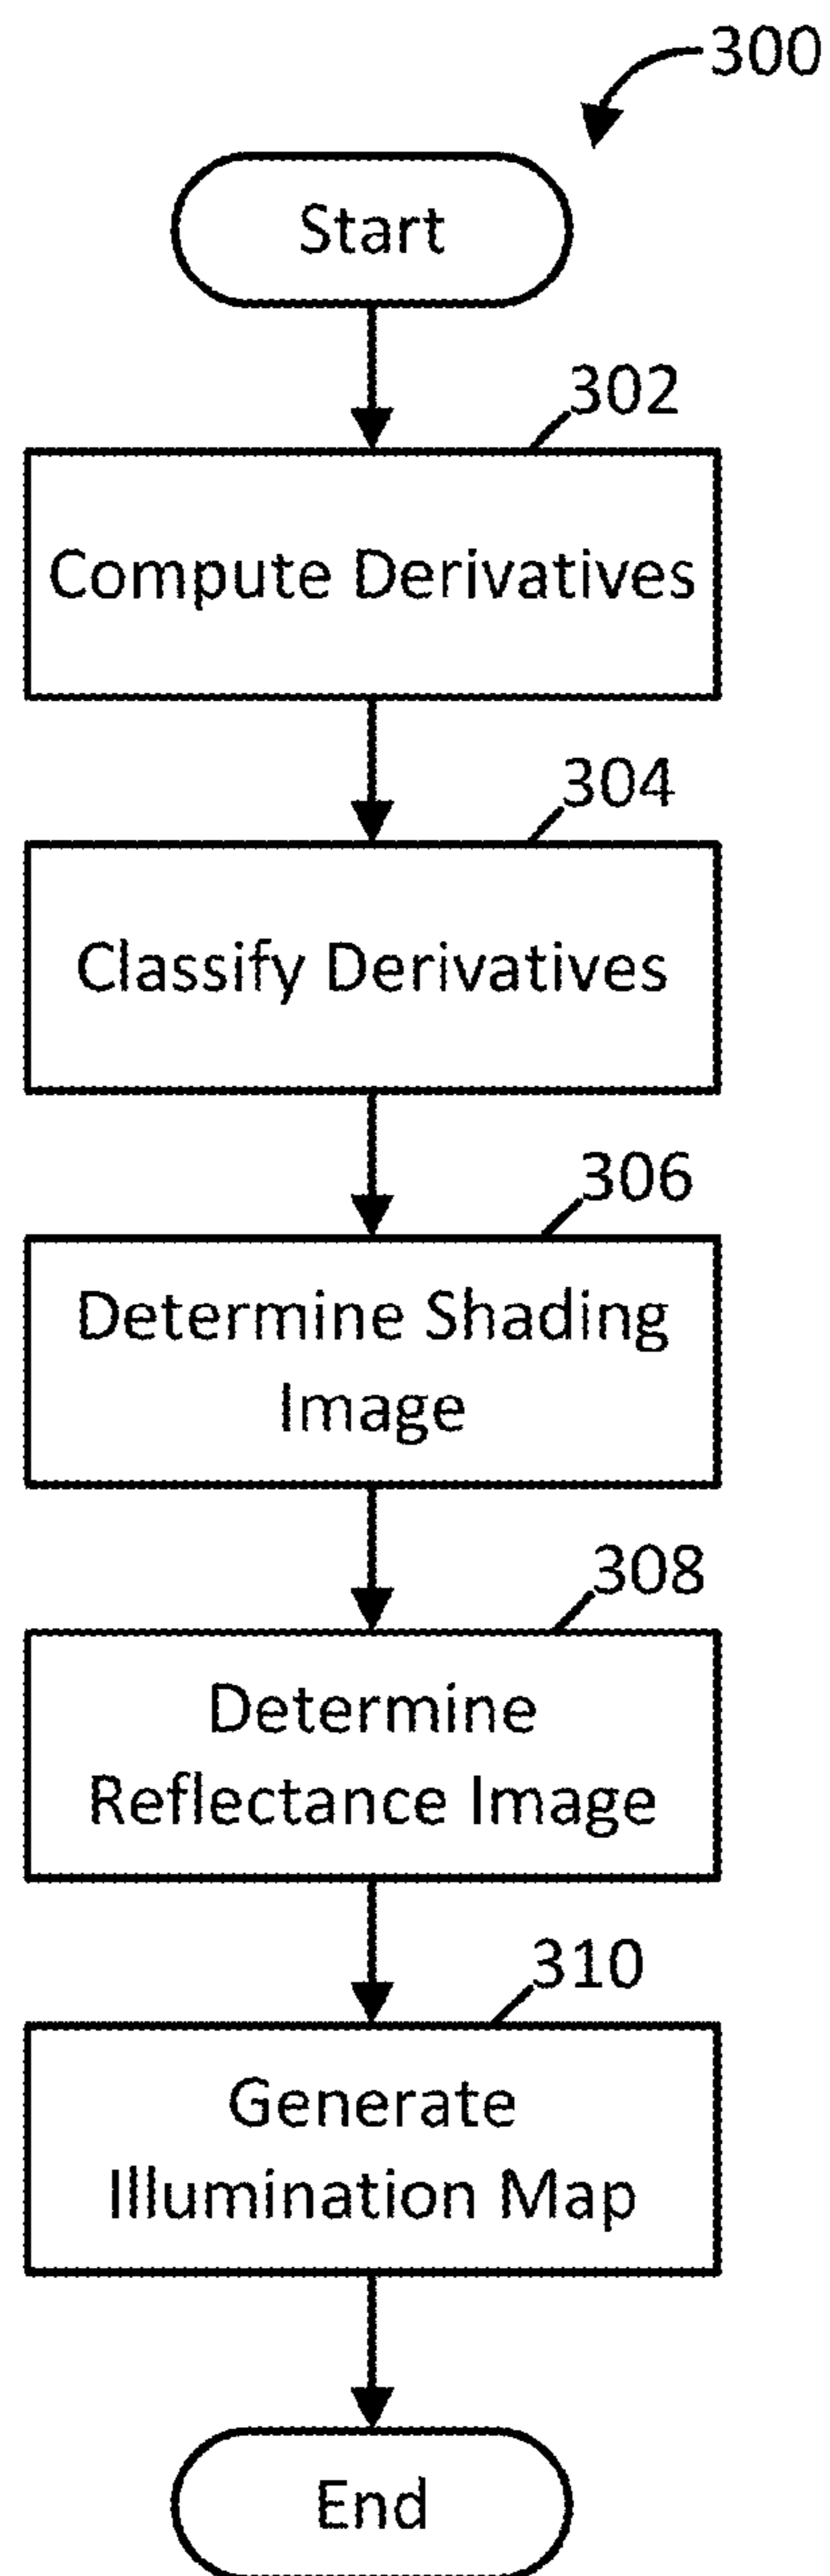 300
Start
302
Compute Derivatives
304
Classify Derivatives
306
Determine Shading
Image
308
Determine
Reflectance Image
310
Generate
Illumination Map
End